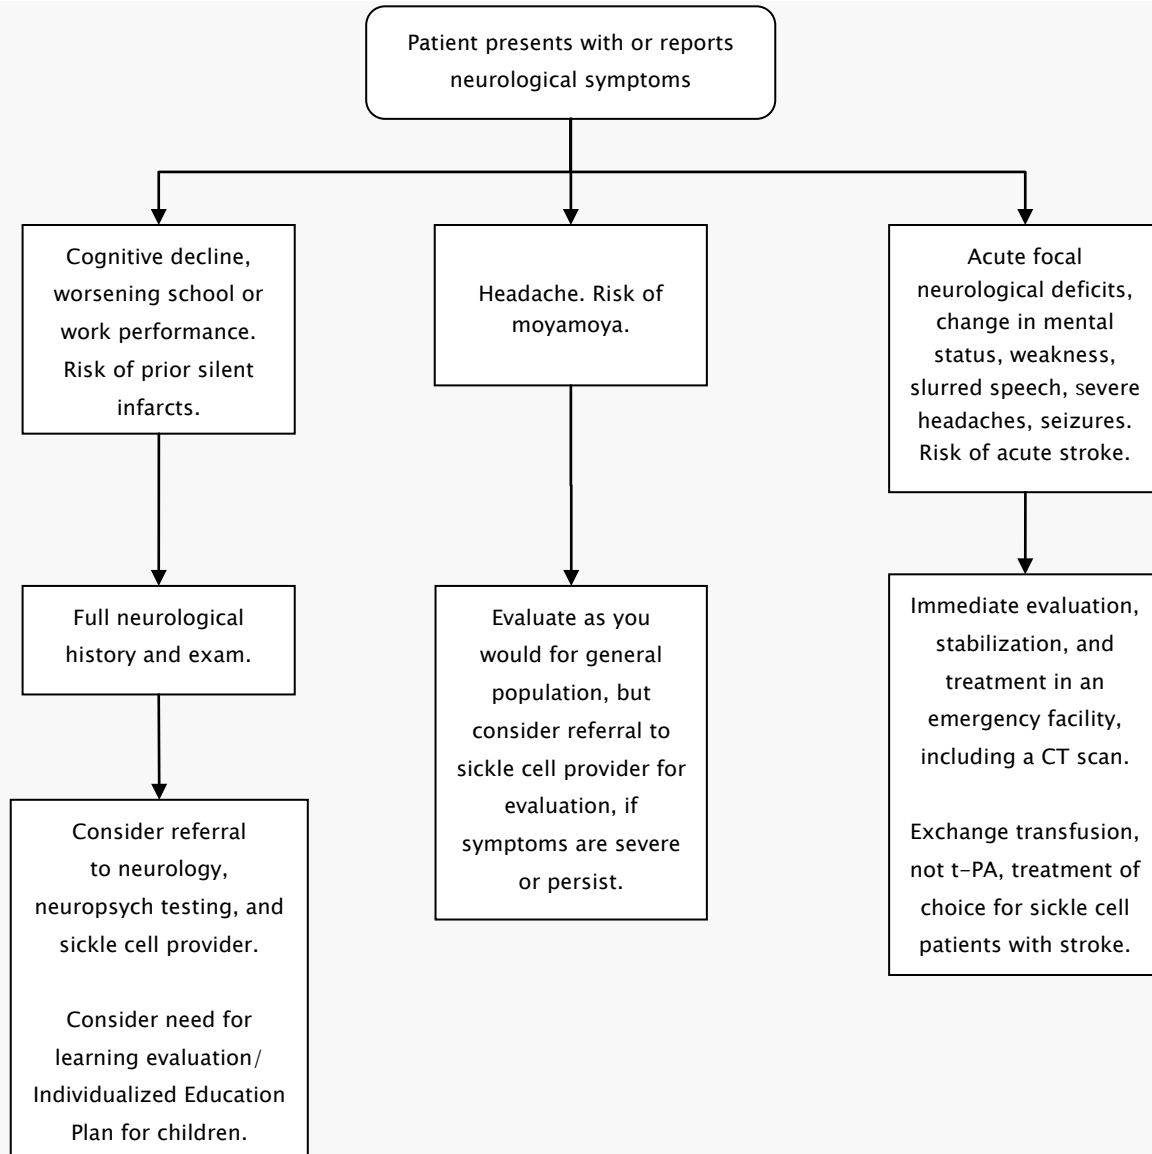 Patient presents with or reports
neurological symptoms
Cognitive decline,
worsening school or
work performance.
Risk of prior silent
infarcts.
Headache. Risk of
moyamoya.
Acute focal
neurological deficits,
change in mental
status, weakness,
slurred speech, severe
headaches, seizures.
Risk of acute stroke.
Full neurological
history and exam.
Evaluate as you
would for general
population, but
consider referral to
sickle cell provider for
evaluation, if
symptoms are severe
or persist.
Immediate evaluation,
stabilization, and
treatment in an
emergency facility,
including a CT scan.
Exchange transfusion,
not t-PA, treatment of
choice for sickle cell
patients with stroke.
Consider referral
to neurology,
neuropsych testing, and
sickle cell provider.
Consider need for
learning evaluation/
Individualized Education
Plan for children.